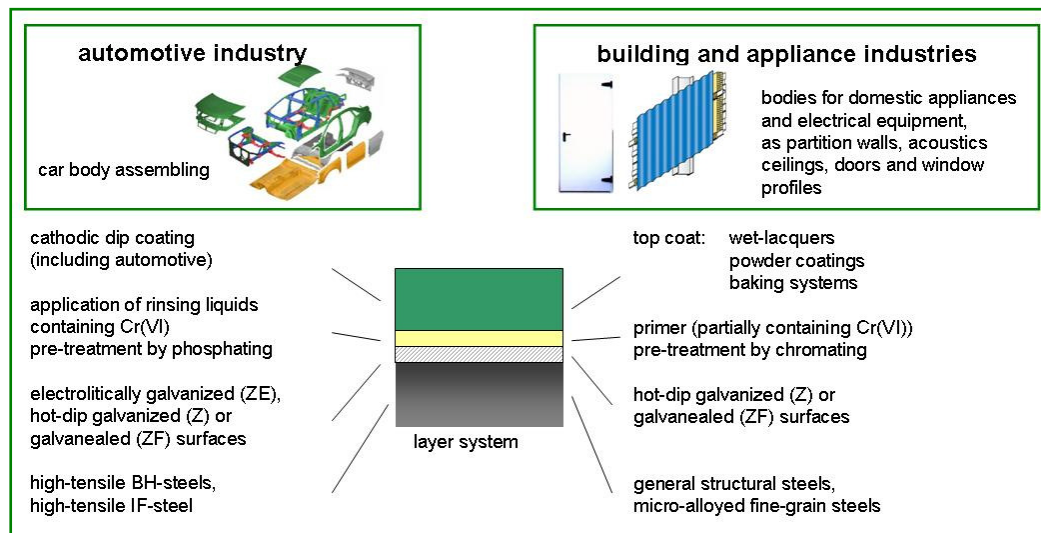 automotive industry
car body assembling
building and appliance industries
bodies for domestic appliances
and electrical equipment,
as partition walls, acoustics
ceilings, doors and window
profiles
cathodic dip coating
(including automotive)
application of rinsing liquids
containing Cr(VI)
pre-treatment by phosphating
electrolitically galvanized (ZE),
hot-dip galvanized (Z) or
galvanealed (ZF) surfaces
high-tensile BH-steels,
high-tensile IF-steel
layer system
top coat: wet-lacquers
powder coatings
baking systems
primer (partially containing Cr(VI))
pre-treatment by chromating
hot-dip galvanized (Z) or
galvanealed (ZF) surfaces
general structural steels,
micro-alloyed fine-grain steels